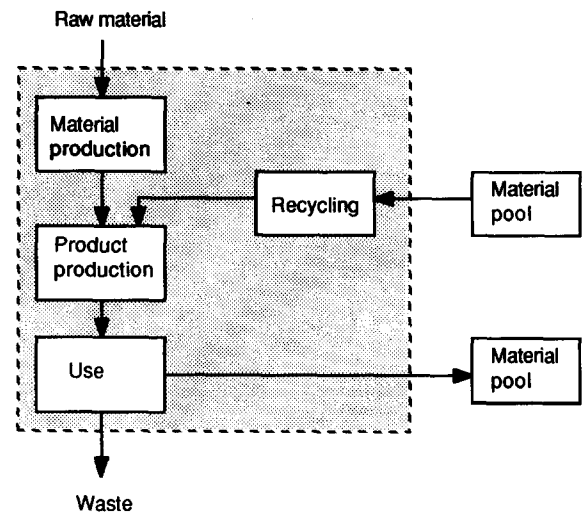 Raw material
Material
production
Recycling
Material
pool
Product
production
Use
Material
pool
Waste